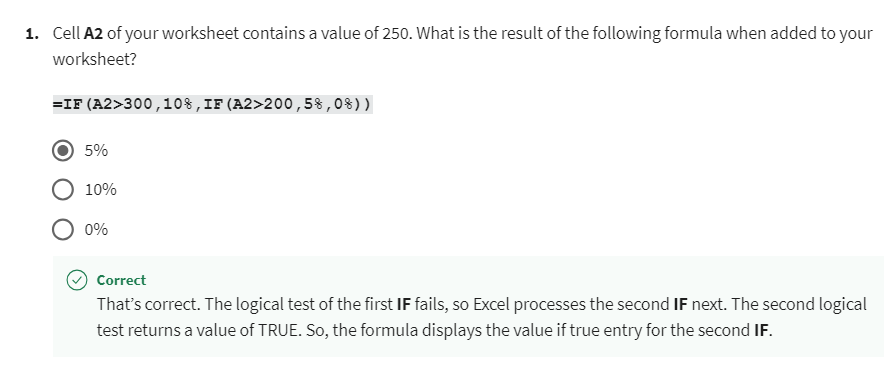 1. Cell A2 of your worksheet contains a value of 250. What is the result of the following formula when added to your
worksheet?
=IF(A2>300,10%,IF(A2>200,5%,0%))
5%
10%
0%
Correct
That's correct. The logical test of the first IF fails, so Excel processes the second IF next. The second logical
test returns a value of TRUE. So, the formula displays the value if true entry for the second IF.